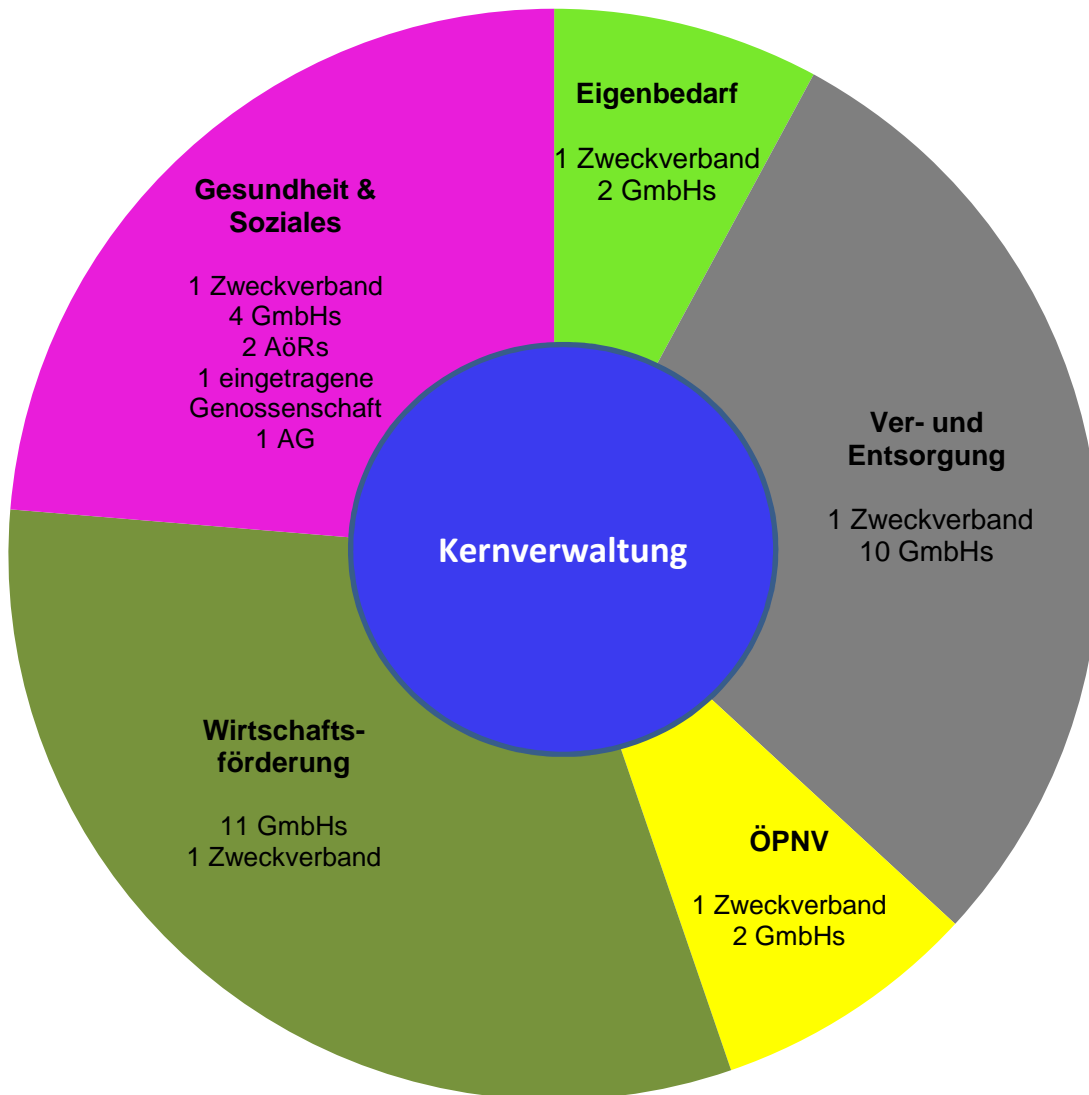 Eigenbedarf
1 Zweckverband
2 GmbHs
Gesundheit &
Soziales
1 Zweckverband
4 GmbHs
2 AöRs
1 eingetragene
Genossenschaft
1 AG
Ver- und
Entsorgung
1 Zweckverband
10 GmbHs
Kernverwaltung
Wirtschafts-
förderung
11 GmbHs
1 Zweckverband
ÖPNV
1 Zweckverband
2 GmbHs